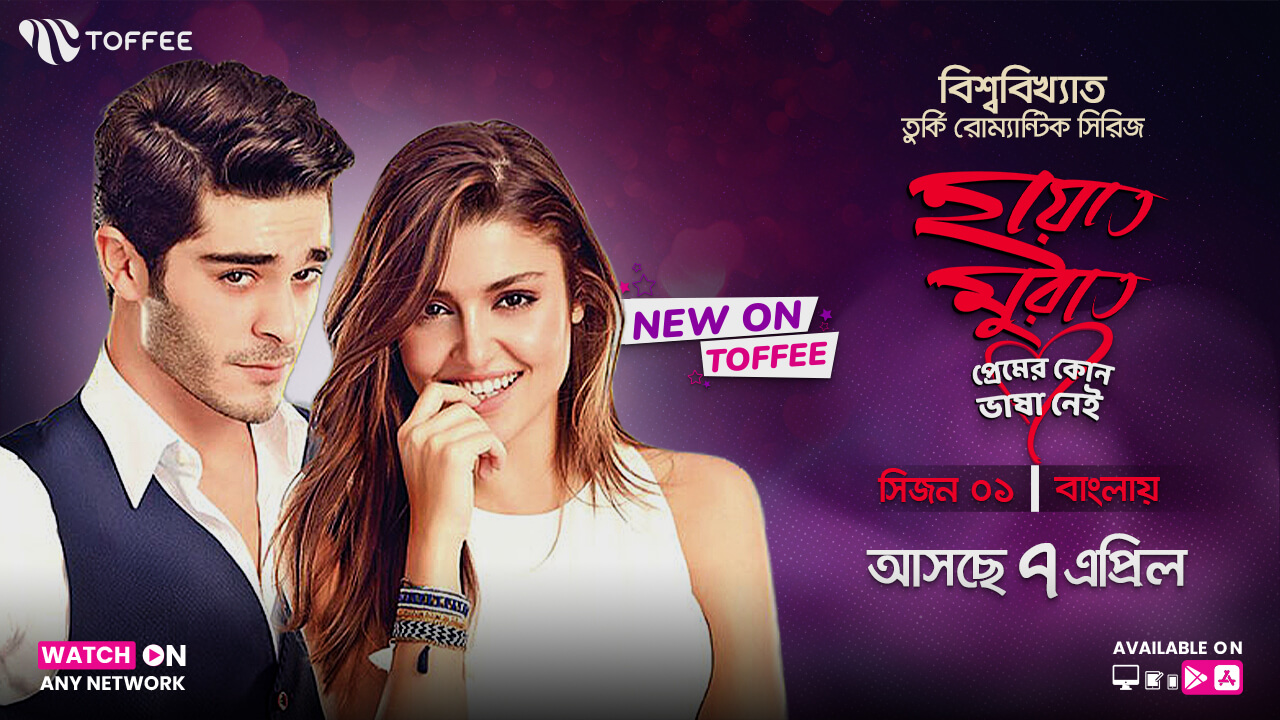 TOFFEE
বিশ্ববিখ্যাত
তুর্কি রোম্যান্টিক সিরিজ
হায়াত
মুরাত
প্রেমের কোন
ভাষা নেই
NEW ON
TOFFEE
সিজন ০১ | বাংলায়
আসছে ৭ এপ্রিল
WATCH ON
ANY NETWORK
AVAILABLE ON